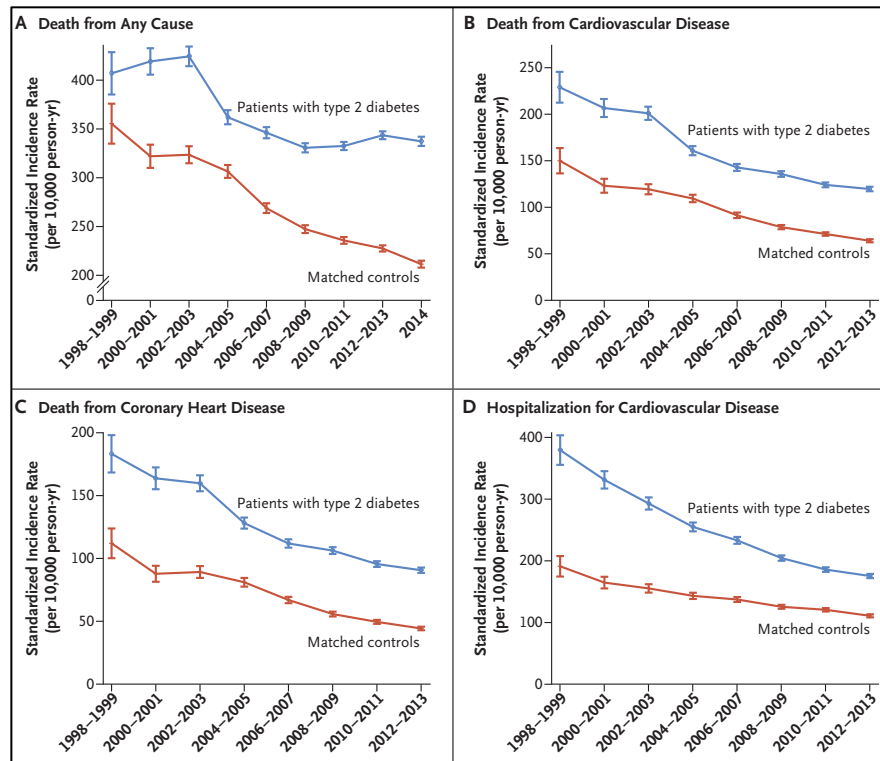 A Death from Any Cause
Standardized Incidence Rate
(per 10,000 person-yr)
400
350
300
250
200
0
Patients with type 2 diabetes
Matched controls
1998–1999
2000–2001
2002–2003
2004–2005
2006–2007
2008–2009
2010–2011
2012–2013
2014
B Death from Cardiovascular Disease
Standardized Incidence Rate
(per 10,000 person-yr)
250
200
150
100
50
0
Patients with type 2 diabetes
Matched controls
1998–1999
2000–2001
2002–2003
2004–2005
2006–2007
2008–2009
2010–2011
2012–2013
C Death from Coronary Heart Disease
Standardized Incidence Rate
(per 10,000 person-yr)
200
150
100
50
0
Patients with type 2 diabetes
Matched controls
1998–1999
2000–2001
2002–2003
2004–2005
2006–2007
2008–2009
2010–2011
2012–2013
D Hospitalization for Cardiovascular Disease
Standardized Incidence Rate
(per 10,000 person-yr)
400
300
200
100
0
Patients with type 2 diabetes
Matched controls
1998–1999
2000–2001
2002–2003
2004–2005
2006–2007
2008–2009
2010–2011
2012–2013